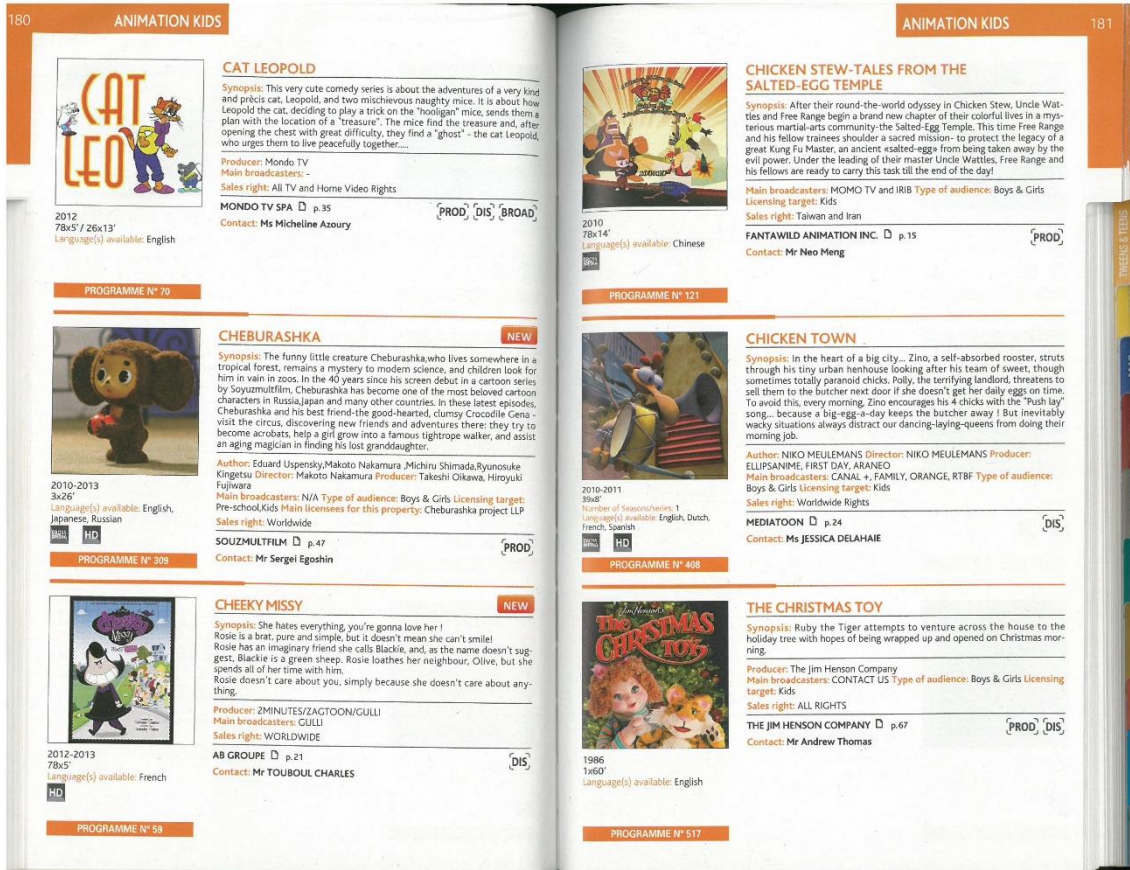 180
ANIMATION KIDS
CAT
LEO
2012
78x5' / 26x13'
Language(s) available: English
PROGRAMME N° 70
CAT LEOPOLD
Synopsis: This very cute comedy series is about the adventures of a very kind
and précis cat, Leopold, and two mischievous naughty mice. It is about how
Leopold the cat, deciding to play a trick on the "hooligan" mice, sends them a
plan with the location of a "treasure". The mice find the treasure and, after
opening the chest with great difficulty, they find a "ghost" - the cat Leopold,
who urges them to live peacefully together.....
Producer: Mondo TV
Main broadcasters: -
Sales right: All TV and Home Video Rights
MONDO TV SPA p.35
PROD DIS BROAD
Contact: Ms Micheline Azoury
2010-2013
3x26'
Language(s) available: English,
Japanese, Russian
HD
PROGRAMME N° 309
CHEBURASHKA
NEW
Synopsis: The funny little creature Cheburashka,who lives somewhere in a
tropical forest, remains a mystery to modern science, and children look for
him in vain in zoos. In the 40 years since his screen debut in a cartoon series
by Soyuzmultfilm, Cheburashka has become one of the most beloved cartoon
characters in Russia,Japan and many other countries. In these latest episodes,
Cheburashka and his best friend-the good-hearted, clumsy Crocodile Gena -
visit the circus, discovering new friends and adventures there: they try to
become acrobats, help a girl grow into a famous tightrope walker, and assist
an aging magician in finding his lost granddaughter.
Author: Eduard Uspensky,Makoto Nakamura ,Michiru Shimada,Ryunosuke
Kingetsu Director: Makoto Nakamura Producer: Takeshi Oikawa, Hiroyuki
Fujiwara
Main broadcasters: N/A Type of audience: Boys & Girls Licensing target:
Pre-school,Kids Main licensees for this property: Cheburashka project LLP
Sales right: Worldwide
SOUZMULTFILM p.47
PROD
Contact: Mr Sergei Egoshin
cheeky
Missy
2012-2013
78x5'
Language(s) available: French
HD
PROGRAMME N° 59
CHEEKY MISSY
NEW
Synopsis: She hates everything, you're gonna love her !
Rosie is a brat, pure and simple, but it doesn't mean she can't smile!
Rosie has an imaginary friend she calls Blackie, and, as the name doesn't sug-
gest, Blackie is a green sheep. Rosie loathes her neighbour, Olive, but she
spends all of her time with him.
Rosie doesn't care about you, simply because she doesn't care about any-
thing.
Producer: 2MINUTES/ZAGTOON/GULLI
Main broadcasters: GULLI
Sales right: WORLDWIDE
AB GROUPE p.21
DIS
Contact: Mr TOUBOUL CHARLES
ANIMATION KIDS
181
2010
78x14'
Language(s) available: Chinese
PROGRAMME N° 121
CHICKEN STEW-TALES FROM THE
SALTED-EGG TEMPLE
Synopsis: After their round-the-world odyssey in Chicken Stew, Uncle Wat-
tles and Free Range begin a brand new chapter of their colorful lives in a mys-
terious martial-arts community-the Salted-Egg Temple. This time Free Range
and his fellow trainees shoulder a sacred mission- to protect the legacy of a
great Kung Fu Master, an ancient «salted-egg» from being taken away by the
evil power. Under the leading of their master Uncle Wattles, Free Range and
his fellows are ready to carry this task till the end of the day!
Main broadcasters: MOMO TV and IRIB Type of audience: Boys & Girls
Licensing target: Kids
Sales right: Taiwan and Iran
FANTAWILD ANIMATION INC. p.15
PROD
Contact: Mr Neo Meng
2010-2011
39x8'
Number of Seasons/series: 1
Language(s) available: English, Dutch,
French, Spanish
HD
PROGRAMME N° 408
CHICKEN TOWN
Synopsis: In the heart of a big city... Zino, a self-absorbed rooster, struts
through his tiny urban henhouse looking after his team of sweet, though
sometimes totally paranoid chicks. Polly, the terrifying landlord, threatens to
sell them to the butcher next door if she doesn't get her daily eggs on time.
To avoid this, every morning, Zino encourages his 4 chicks with the "Push lay"
song... because a big-egg-a-day keeps the butcher away ! But inevitably
wacky situations always distract our dancing-laying-queens from doing their
morning job.
Author: NIKO MEULEMANS Director: NIKO MEULEMANS Producer:
ELLIPSANIME, FIRST DAY, ARANEO
Main broadcasters: CANAL +, FAMILY, ORANGE, RTBF Type of audience:
Boys & Girls Licensing target: Kids
Sales right: Worldwide Rights
MEDIATOON p.24
DIS
Contact: Ms JESSICA DELAHAIE
Jim Henson's
The
CHRISTMAS
TOY
1986
1x60'
Language(s) available: English
PROGRAMME N° 517
THE CHRISTMAS TOY
Synopsis: Ruby the Tiger attempts to venture across the house to the
holiday tree with hopes of being wrapped up and opened on Christmas mor-
ning.
Producer: The Jim Henson Company
Main broadcasters: CONTACT US Type of audience: Boys & Girls Licensing
target: Kids
Sales right: ALL RIGHTS
THE JIM HENSON COMPANY p.67
PROD DIS
Contact: Mr Andrew Thomas
TWEENS & TEENS